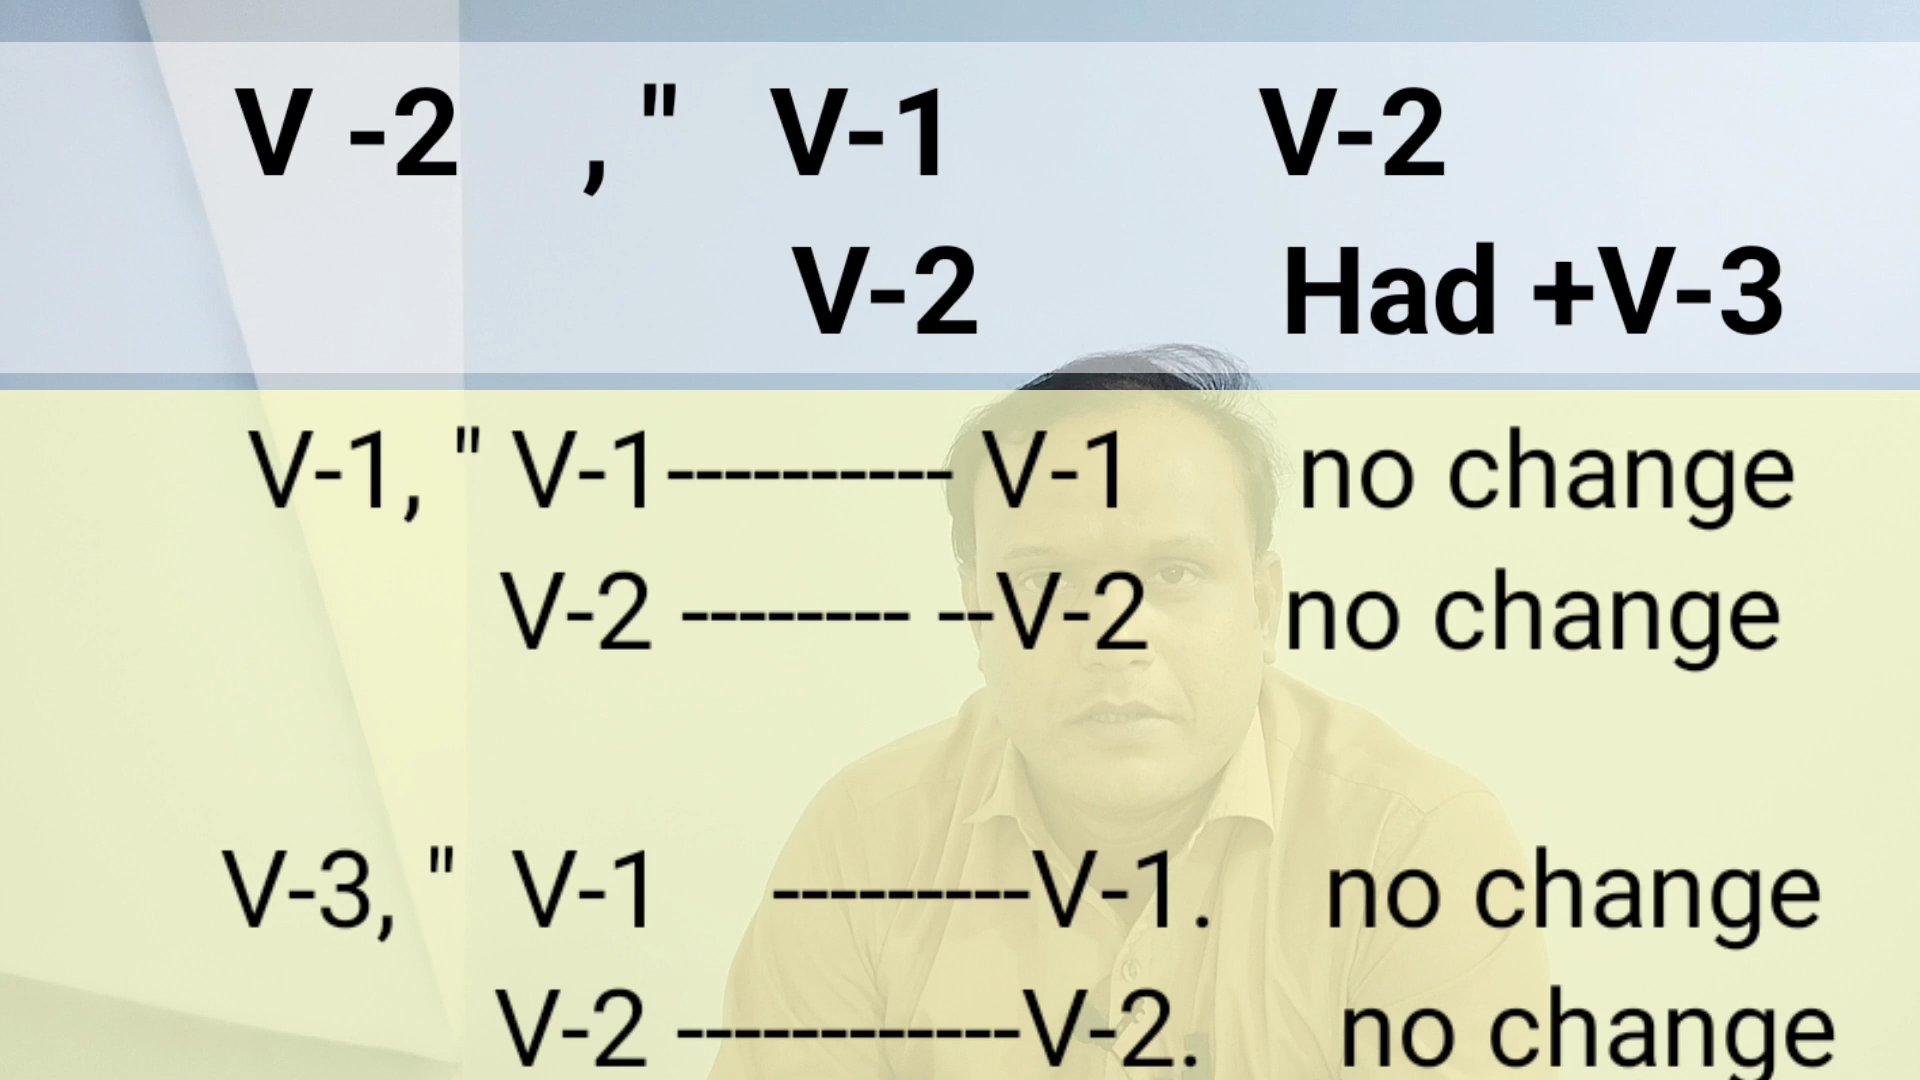 V -2 , " V-1 V-2
V-2 Had +V-3
V-1, " V-1---------- V-1 no change
V-2 -------- --V-2 no change
V-3, " V-1 ---------V-1. no change
V-2 ------------V-2. no change